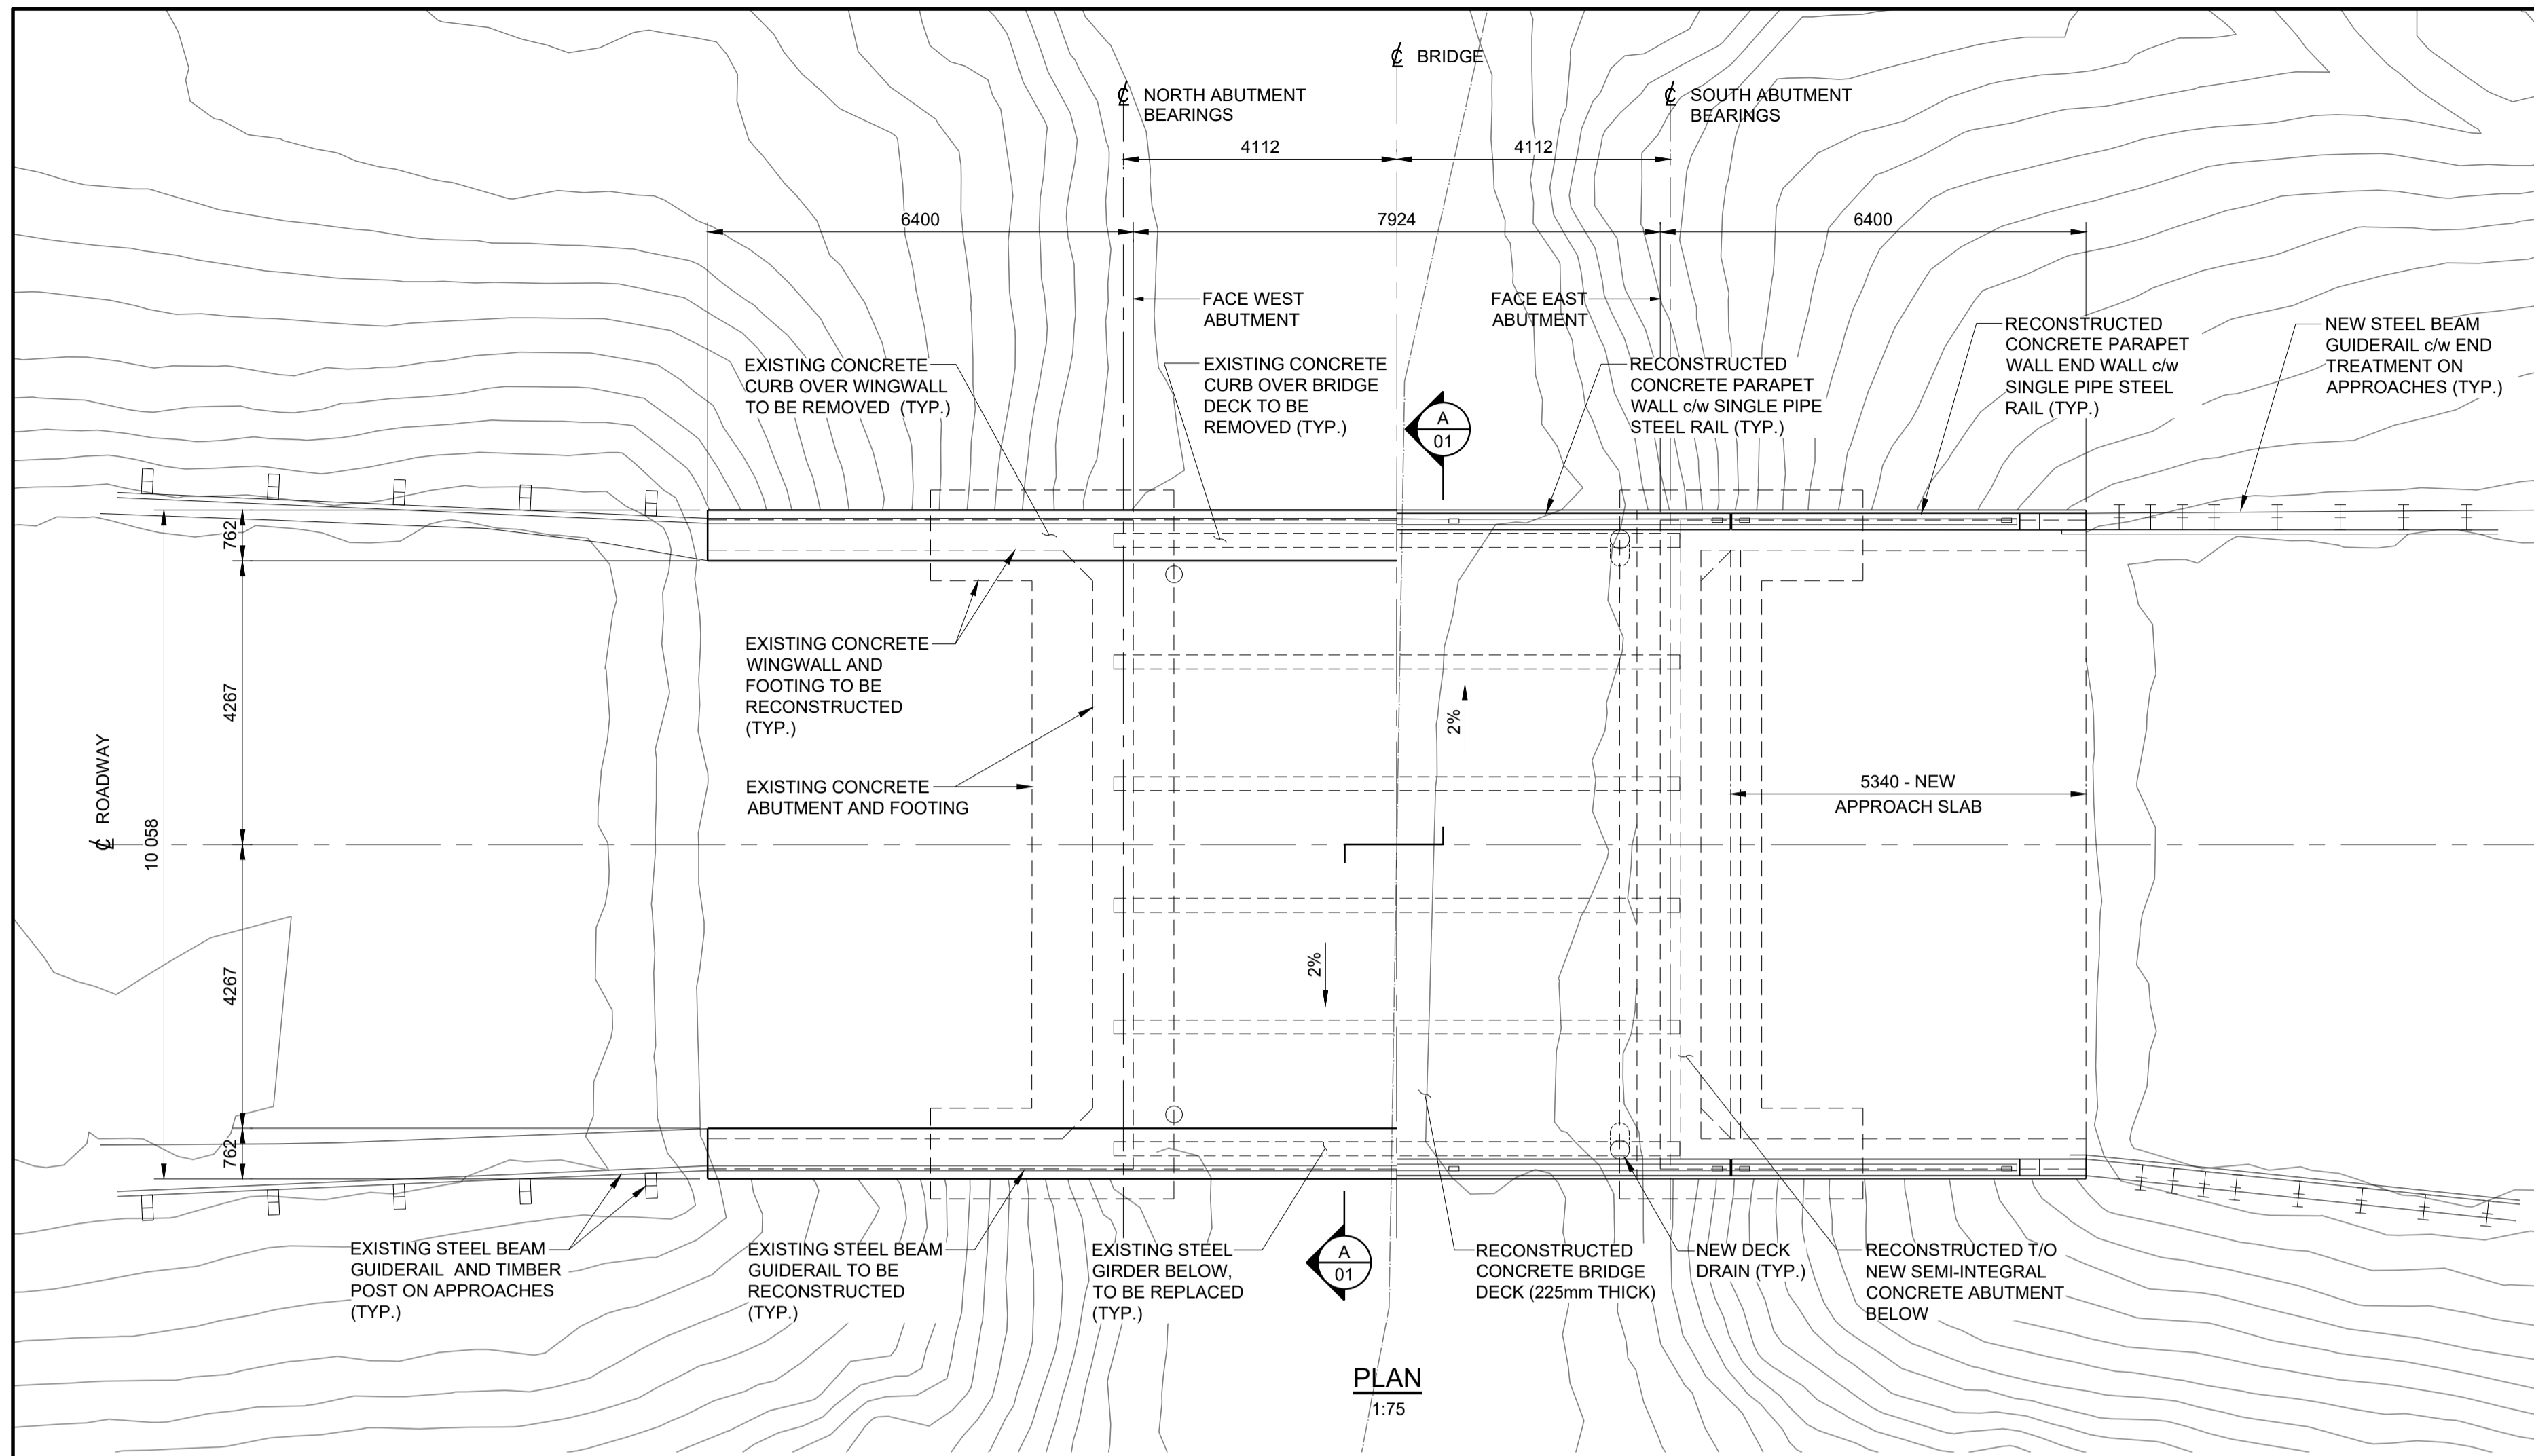 ℄ BRIDGE
℄ NORTH ABUTMENT
BEARINGS
℄ SOUTH ABUTMENT
BEARINGS
4112
4112
6400
7924
6400
FACE WEST
ABUTMENT
FACE EAST
ABUTMENT
EXISTING CONCRETE
CURB OVER WINGWALL
TO BE REMOVED (TYP.)
EXISTING CONCRETE
CURB OVER BRIDGE
DECK TO BE
REMOVED (TYP.)
A
01
RECONSTRUCTED
CONCRETE PARAPET
WALL c/w SINGLE PIPE
STEEL RAIL (TYP.)
RECONSTRUCTED
CONCRETE PARAPET
WALL END WALL c/w
SINGLE PIPE STEEL
RAIL (TYP.)
NEW STEEL BEAM
GUIDERAIL c/w END
TREATMENT ON
APPROACHES (TYP.)
762
4267
℄ ROADWAY
10 058
4267
762
EXISTING CONCRETE
WINGWALL AND
FOOTING TO BE
RECONSTRUCTED
(TYP.)
EXISTING CONCRETE
ABUTMENT AND FOOTING
2%
2%
5340 - NEW
APPROACH SLAB
EXISTING STEEL BEAM
GUIDERAIL AND TIMBER
POST ON APPROACHES
(TYP.)
EXISTING STEEL BEAM
GUIDERAIL TO BE
RECONSTRUCTED
(TYP.)
EXISTING STEEL
GIRDER BELOW,
TO BE REPLACED
(TYP.)
A
01
RECONSTRUCTED
CONCRETE BRIDGE
DECK (225mm THICK)
NEW DECK
DRAIN (TYP.)
RECONSTRUCTED T/O
NEW SEMI-INTEGRAL
CONCRETE ABUTMENT
BELOW
PLAN
1:75